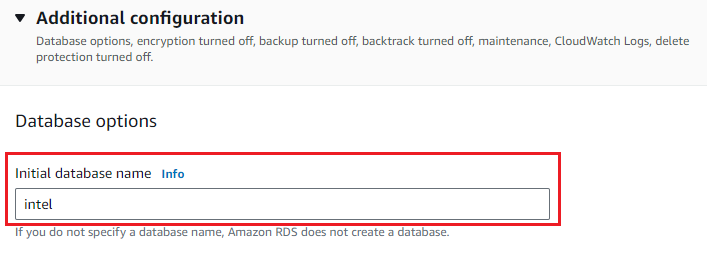 Additional configuration
Database options, encryption turned off, backup turned off, backtrack turned off, maintenance, CloudWatch Logs, delete
protection turned off.
Database options
Initial database name Info
intel
If you do not specify a database name, Amazon RDS does not create a database.